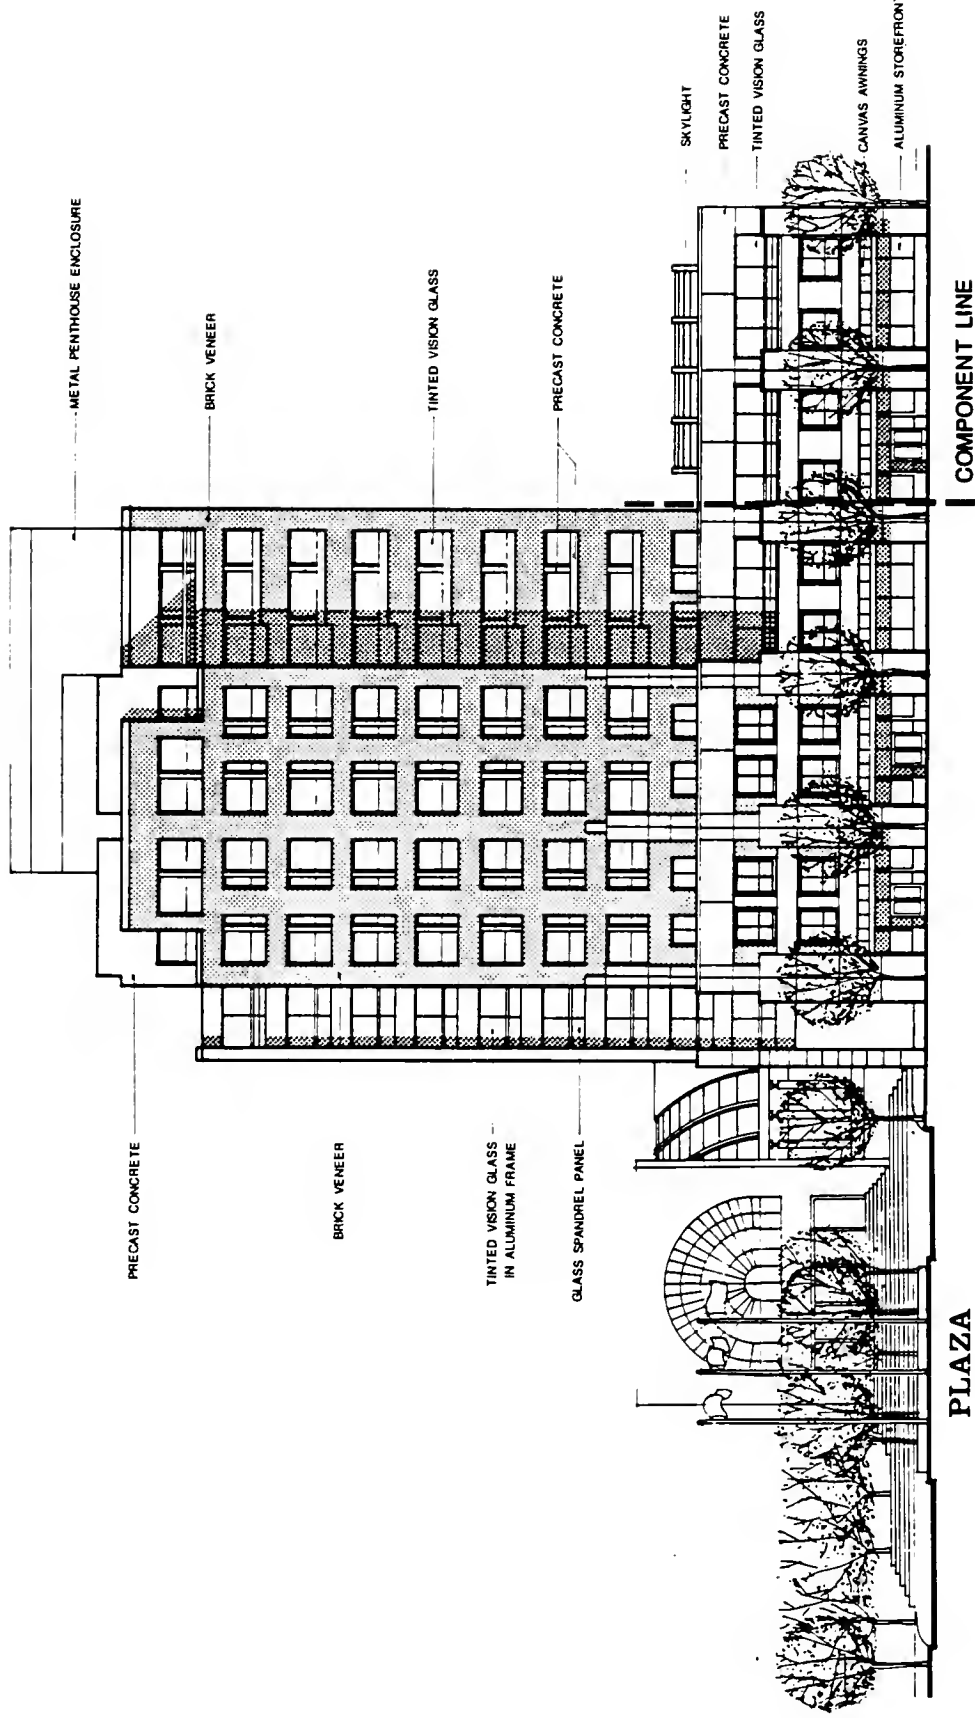 METAL PENTHOUSE ENCLOSURE
BRICK VENEER
TINTED VISION GLASS
PRECAST CONCRETE
SKYLIGHT
PRECAST CONCRETE
TINTED VISION GLASS
CANVAS AWNINGS
ALUMINUM STOREFRON
PRECAST CONCRETE
BRICK VENEER
TINTED VISION GLASS
IN ALUMINUM FRAME
GLASS SPANDREL PANEL
PLAZA
COMPONENT LINE